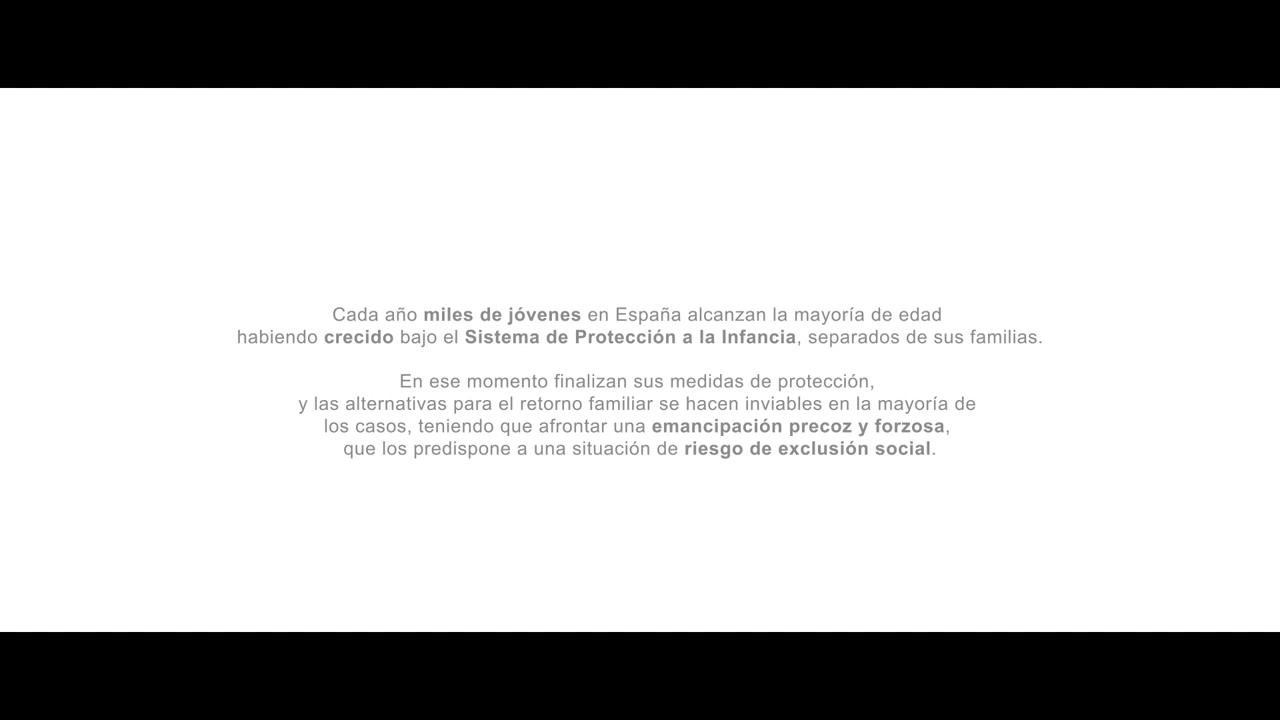 Cada año miles de jóvenes en España alcanzan la mayoría de edad
habiendo crecido bajo el Sistema de Protección a la Infancia, separados de sus familias.
En ese momento finalizan sus medidas de protección,
y las alternativas para el retorno familiar se hacen inviables en la mayoría de
los casos, teniendo que afrontar una emancipación precoz y forzosa,
que los predispone a una situación de riesgo de exclusión social.